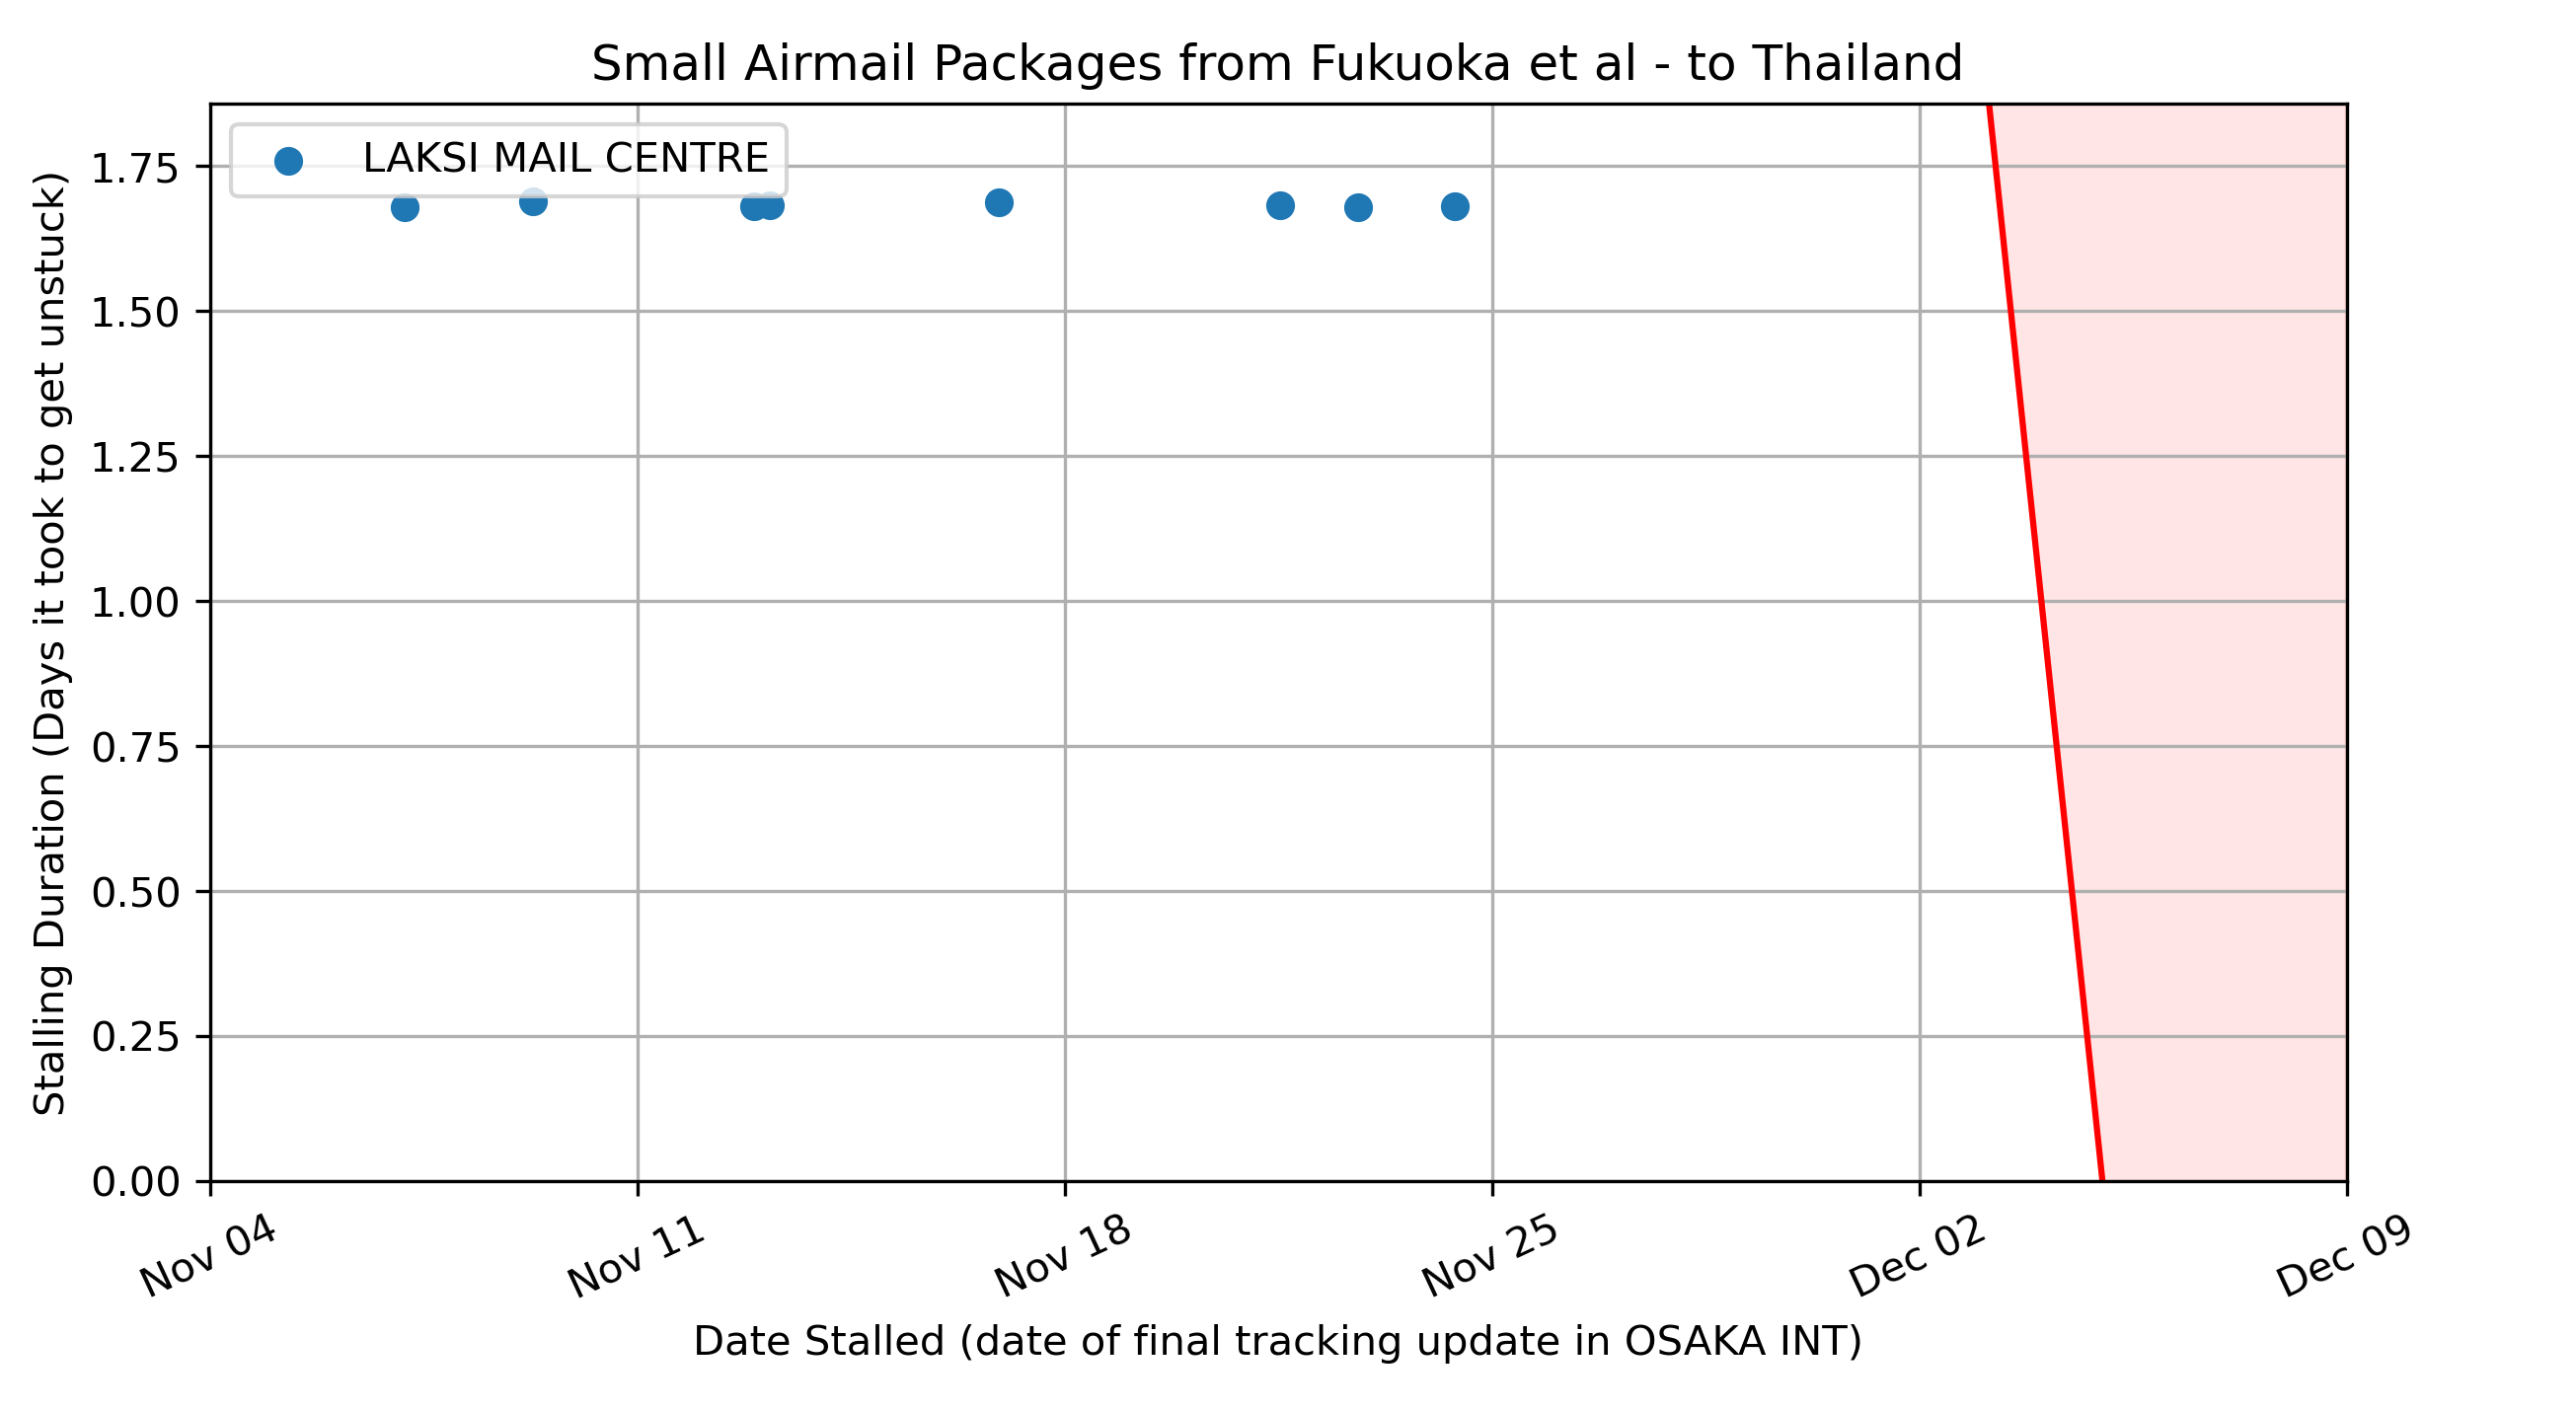 Small Airmail Packages from Fukuoka et al - to Thailand
LAKSI MAIL CENTRE
Stalling Duration (Days it took to get unstuck)
1.75
1.50
1.25
1.00
0.75
0.50
0.25
0.00
Nov 04
Nov 11
Nov 18
Nov 25
Dec 02
Dec 09
Date Stalled (date of final tracking update in OSAKA INT)